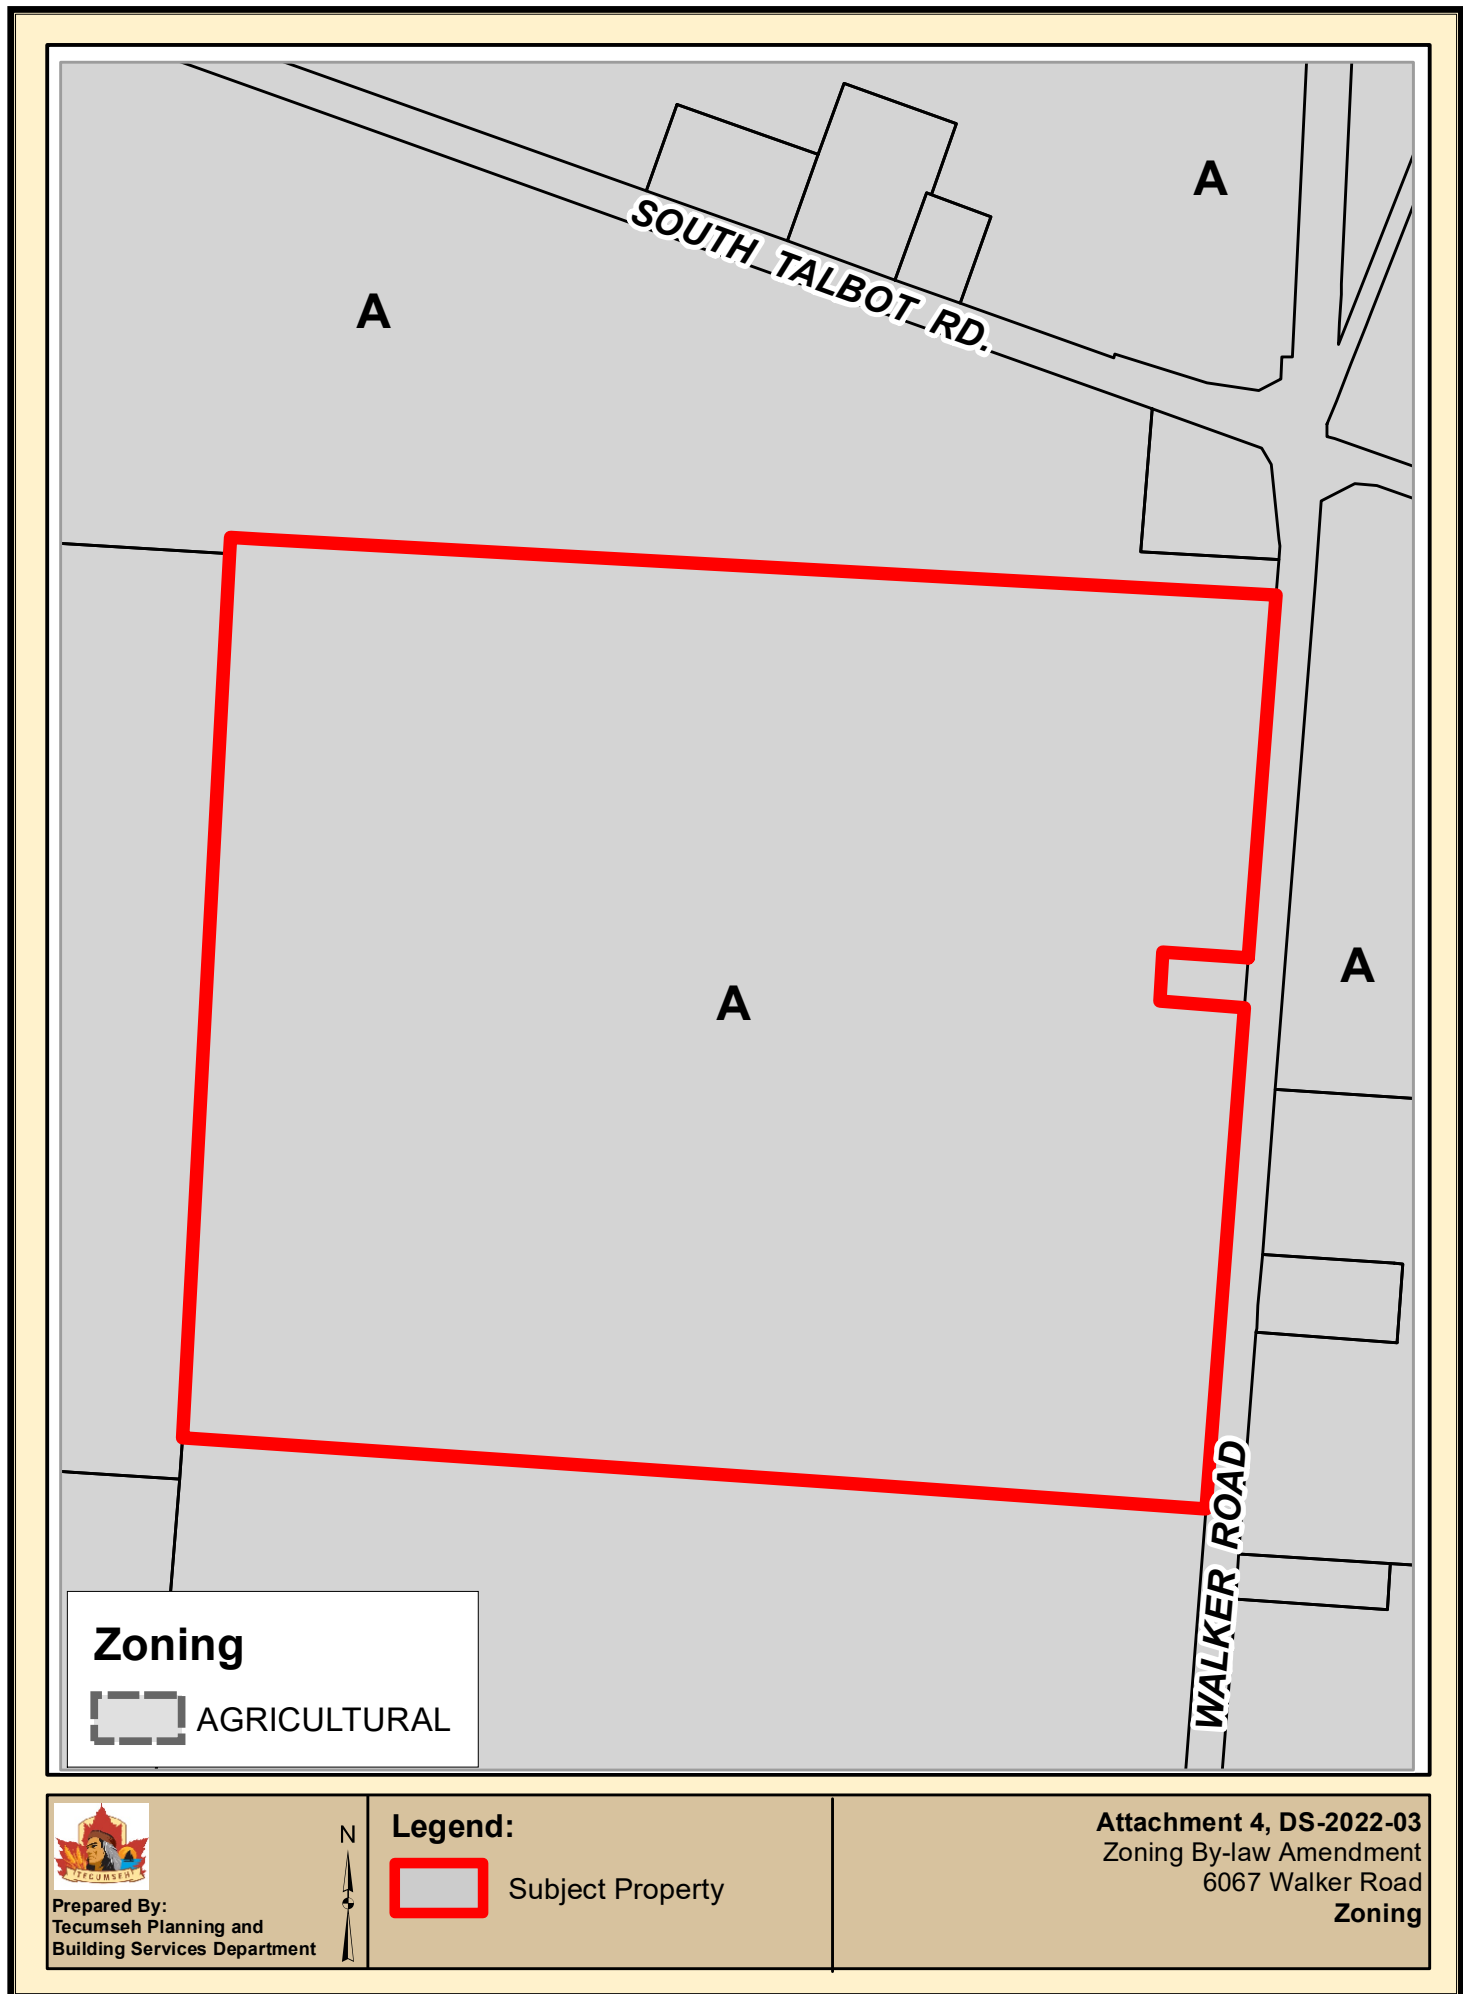 A
SOUTH TALBOT RD.
A
A
A
WALKER ROAD
Zoning
AGRICULTURAL
TECUMSEH
Prepared By:
Tecumseh Planning and
Building Services Department
N
Legend:
Subject Property
Attachment 4, DS-2022-03
Zoning By-law Amendment
6067 Walker Road
Zoning